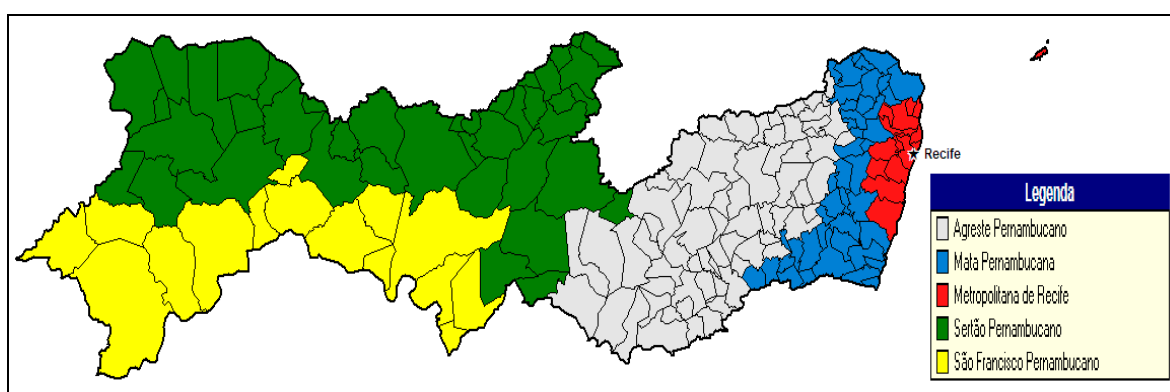 Recife
Legenda
Agreste Pernambucano
Mata Pernambucana
Metropolitana de Recife
Sertão Pernambucano
São Francisco Pernambucano